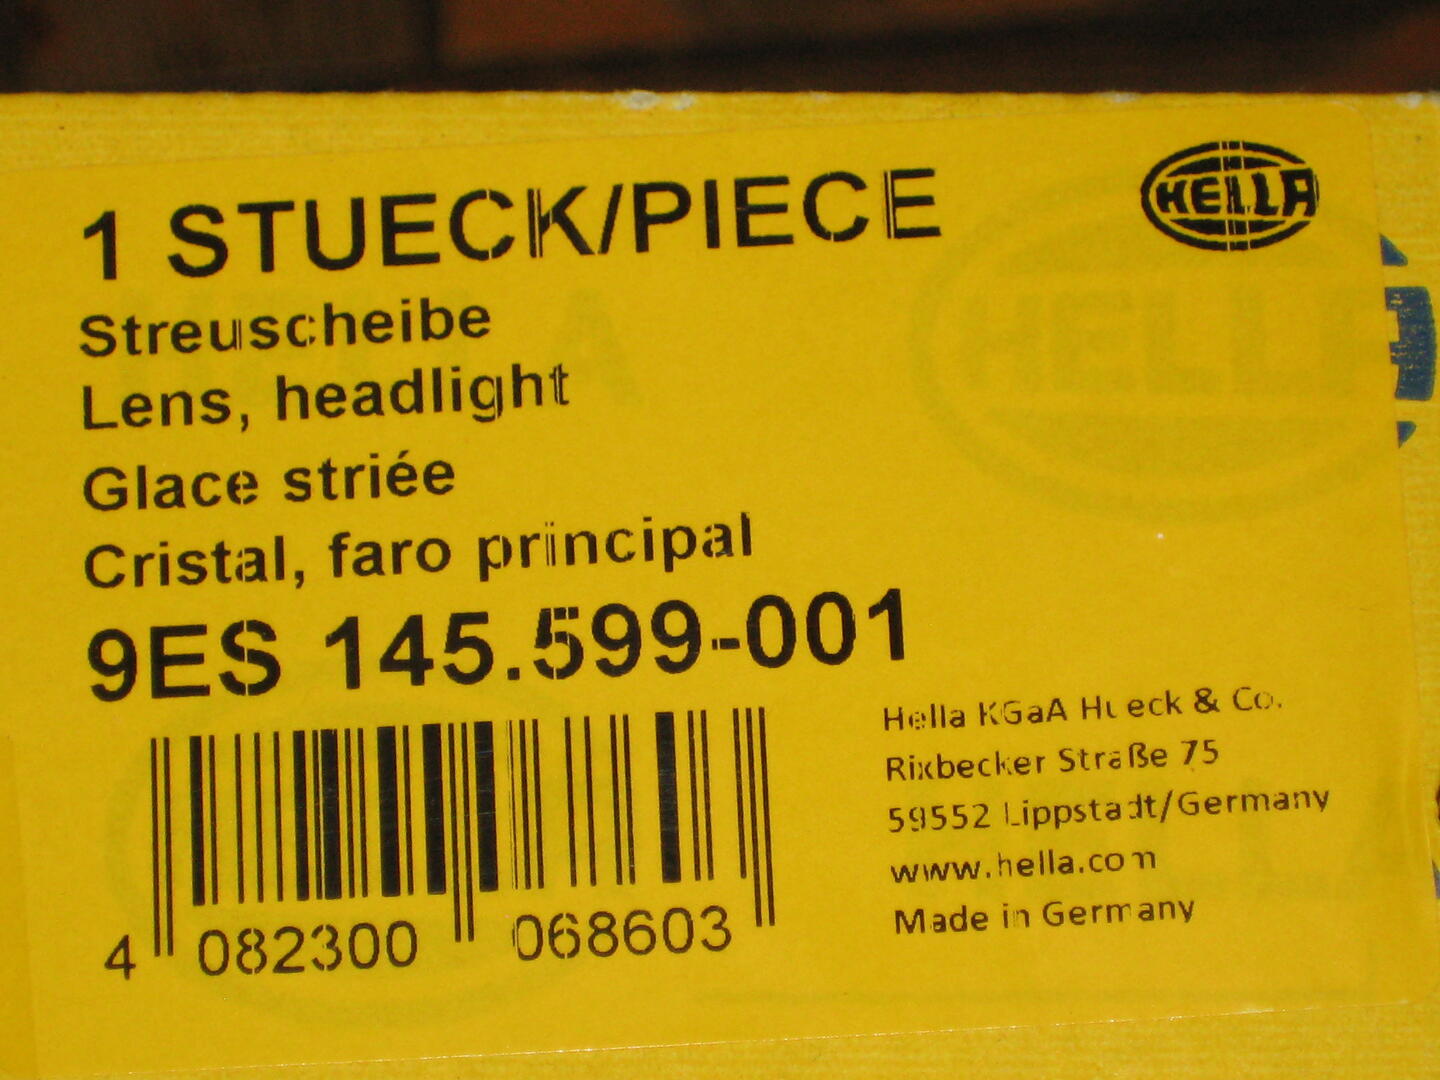 1 STUECK/PIECE
HELLA
Streuscheibe
Lens, headlight
Glace striée
Cristal, faro principal
9ES 145.599-001
4 082300 068603
Hella KGaA Hueck & Co.
Rixbecker Straße 75
59552 Lippstadt/Germany
www.hella.com
Made in Germany